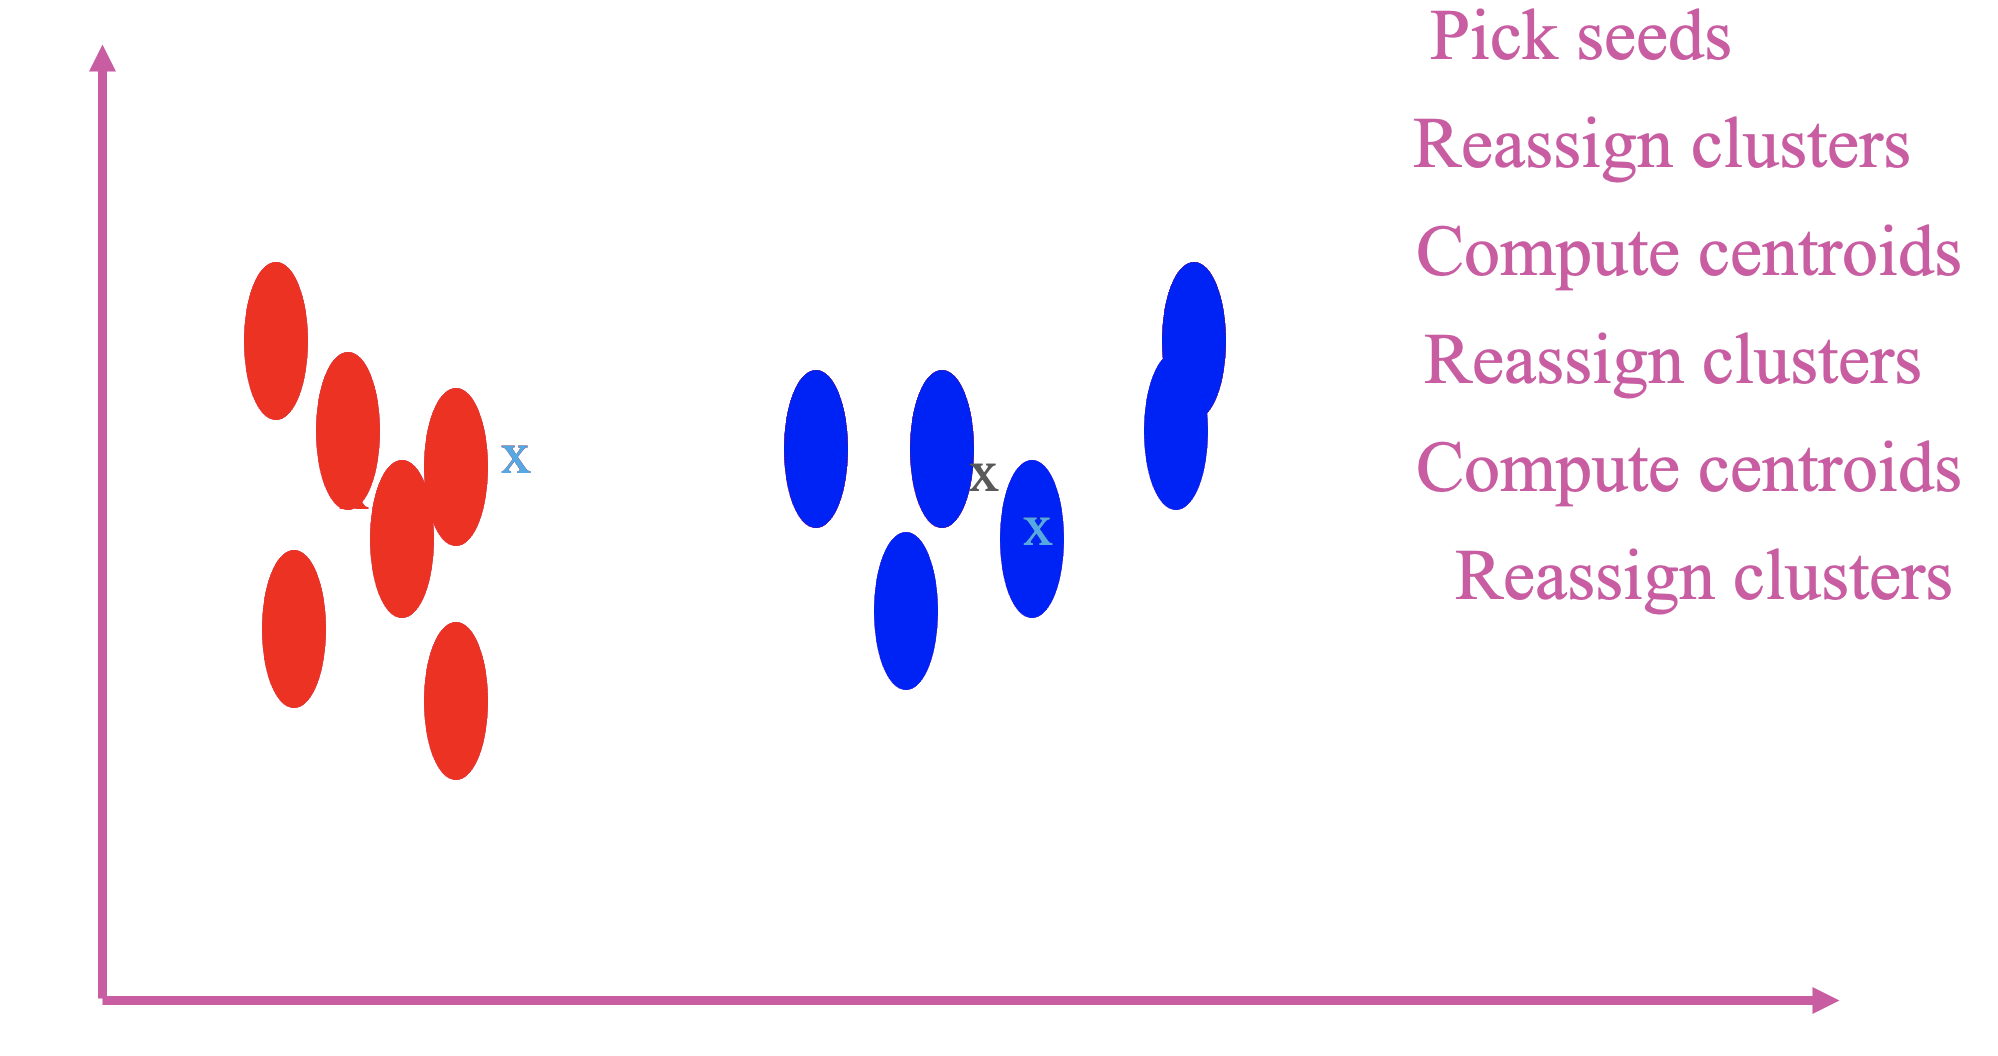 Pick seeds
Reassign clusters
Compute centroids
Reassign clusters
x
x
x
Compute centroids
Reassign clusters